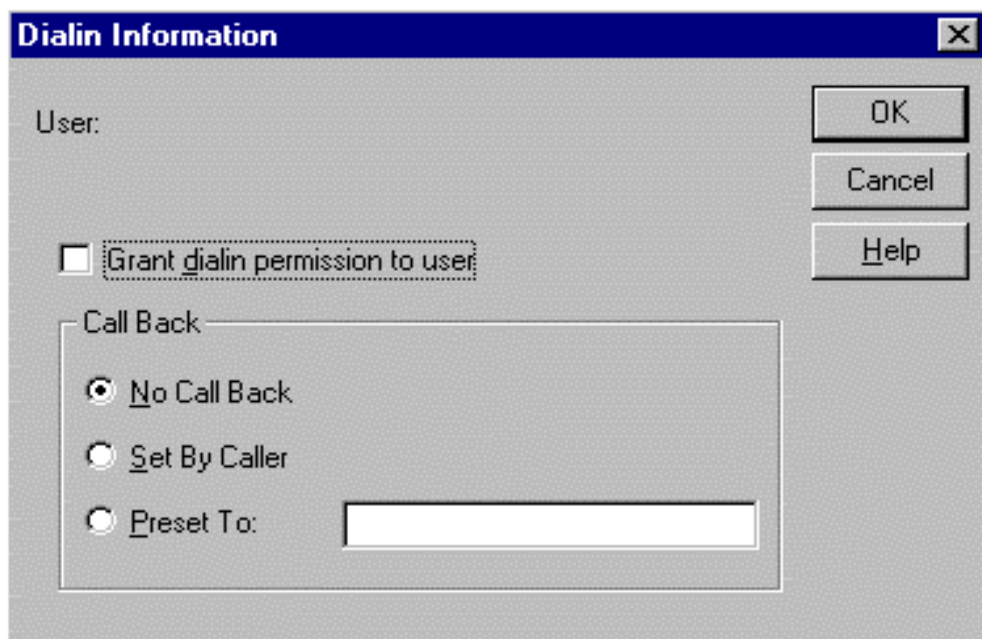 Dialin Information
User:
OK
Cancel
Help
Grant dialin permission to user
Call Back
No Call Back
Set By Caller
Preset To: